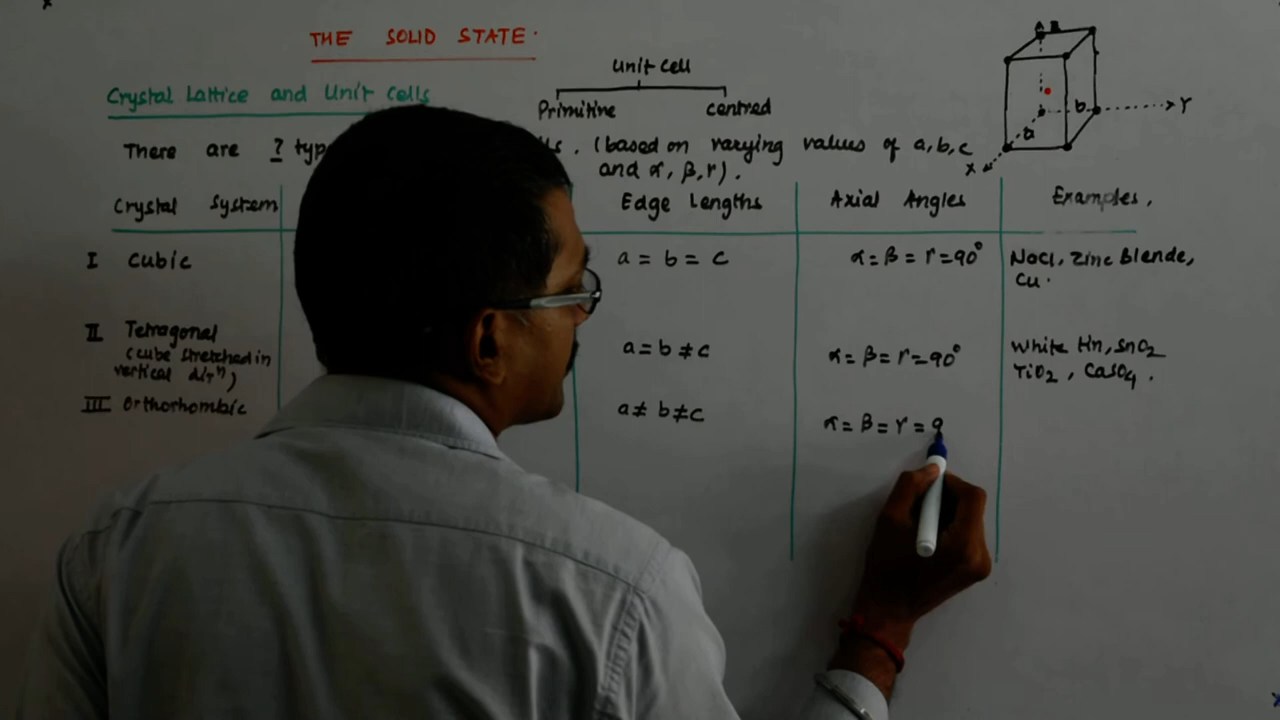 THE SOLID STATE.
Unit Cell
Crystal Lattice and Unit Cells
Primitive centred
b
Y
a
There are ? typ ls. (based on varying values of a, b, c
and α, β, r).
X
Crystal System Edge Lengths Axial Angles Examples.
I Cubic a = b = c α = β = r = 90° Nacl, Zinc Blende,
Cu.
II Tetragonal a = b ≠ c α = β = r = 90° White tin, SnO2
(cube stretched in TiO2, CaSO4.
vertical dirⁿ)
III Orthorhombic a ≠ b ≠ c α = β = r = 9